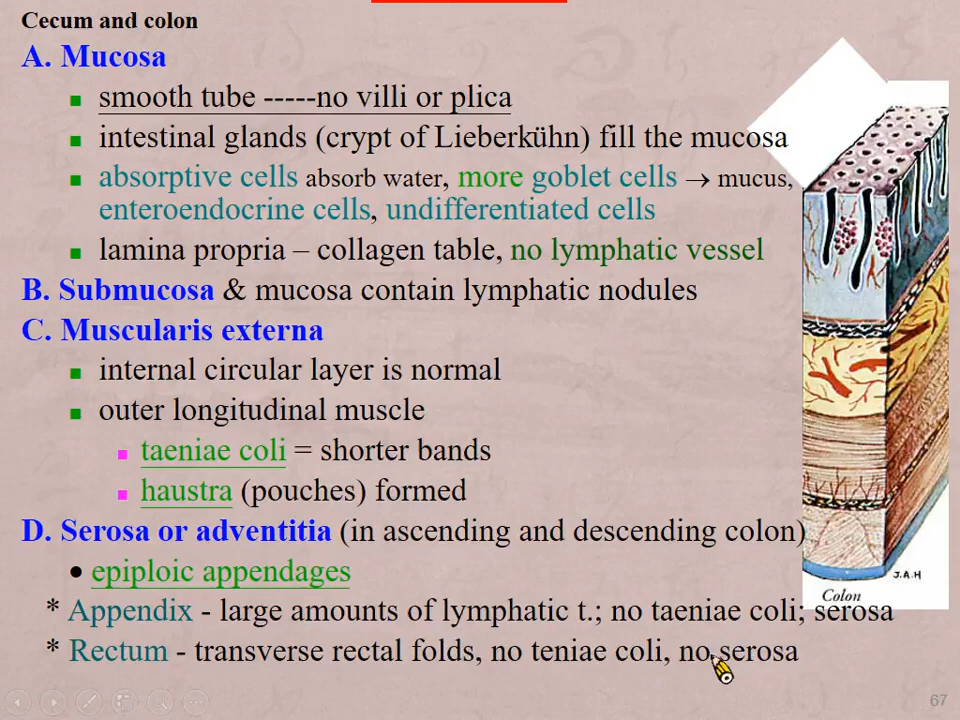 Cecum and colon
A. Mucosa
smooth tube -----no villi or plica
intestinal glands (crypt of Lieberkühn) fill the mucosa
absorptive cells absorb water, more goblet cells → mucus,
enteroendocrine cells, undifferentiated cells
lamina propria – collagen table, no lymphatic vessel
B. Submucosa & mucosa contain lymphatic nodules
C. Muscularis externa
internal circular layer is normal
outer longitudinal muscle
taeniae coli = shorter bands
haustra (pouches) formed
D. Serosa or adventitia (in ascending and descending colon)
• epiploic appendages
J.A.H
Colon
* Appendix - large amounts of lymphatic t.; no taeniae coli; serosa
* Rectum - transverse rectal folds, no teniae coli, no serosa
67